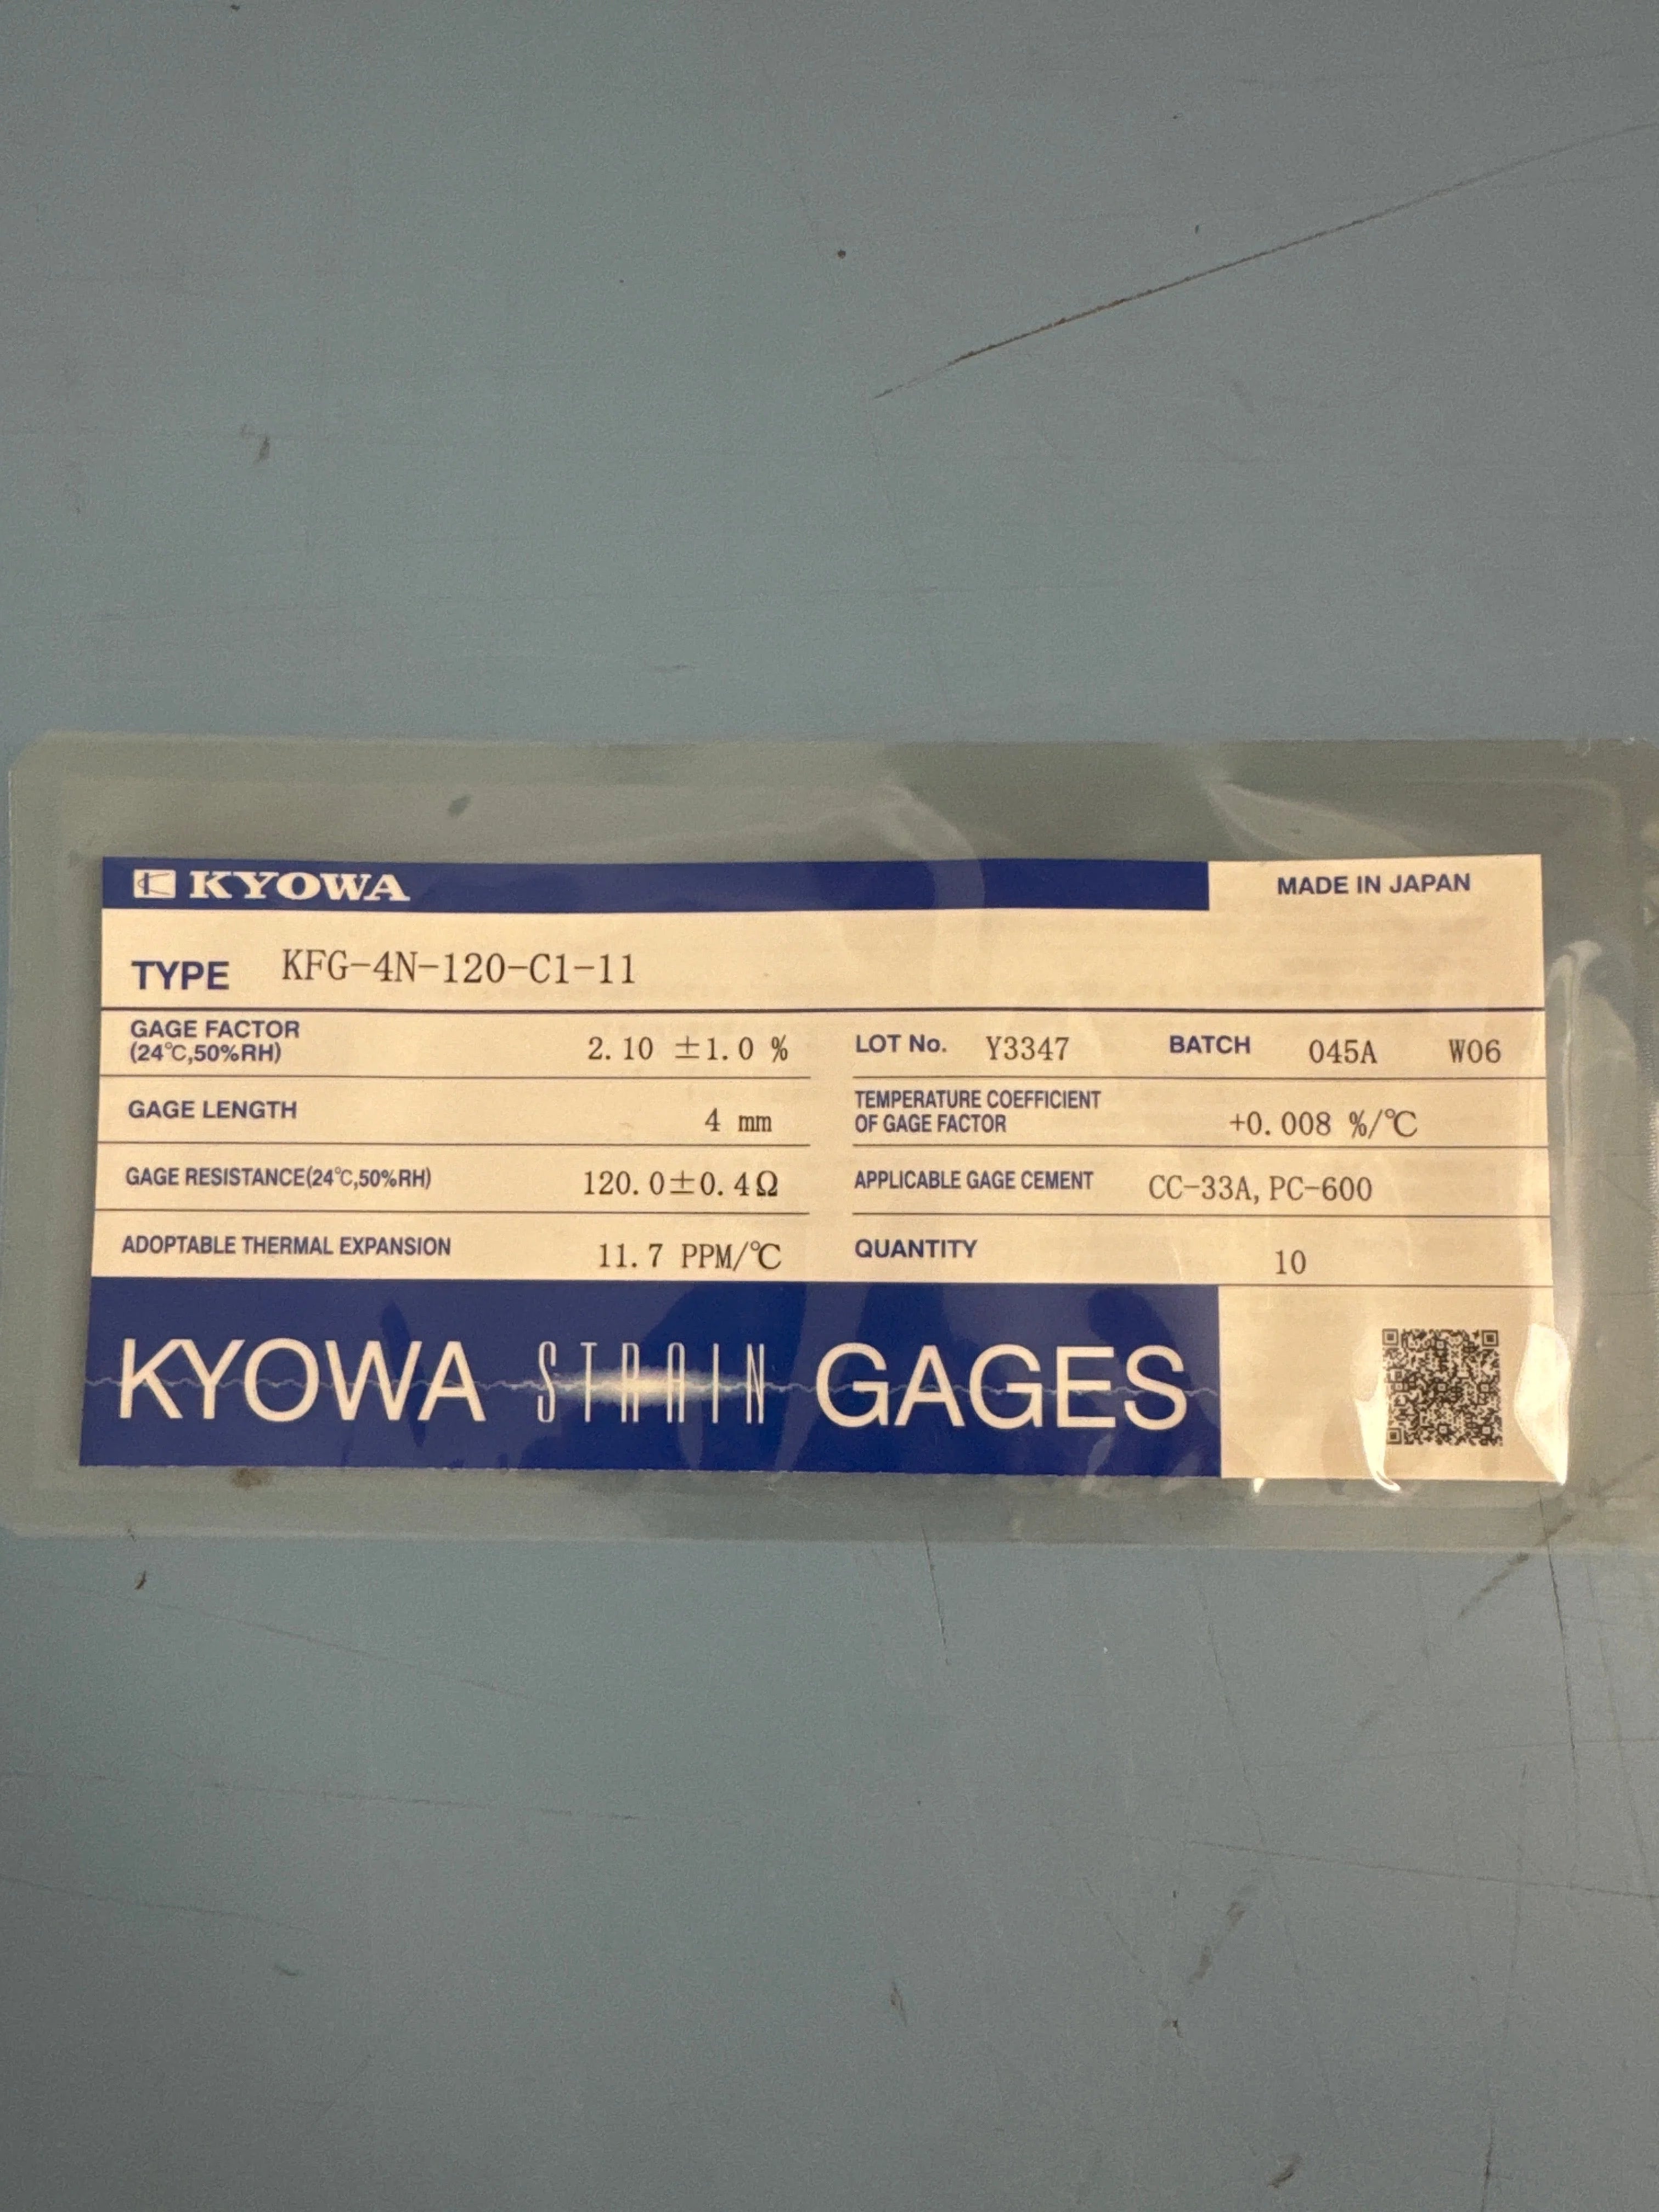 KYOWA
MADE IN JAPAN
TYPE KFG-4N-120-C1-11
GAGE FACTOR
(24℃,50%RH) 2.10 ±1.0 %
LOT No. Y3347 BATCH 045A W06
GAGE LENGTH 4 mm
TEMPERATURE COEFFICIENT
OF GAGE FACTOR +0.008 %/℃
GAGE RESISTANCE(24℃,50%RH) 120.0±0.4Ω
APPLICABLE GAGE CEMENT CC-33A, PC-600
ADOPTABLE THERMAL EXPANSION 11.7 PPM/℃
QUANTITY 10
KYOWA STRAIN GAGES